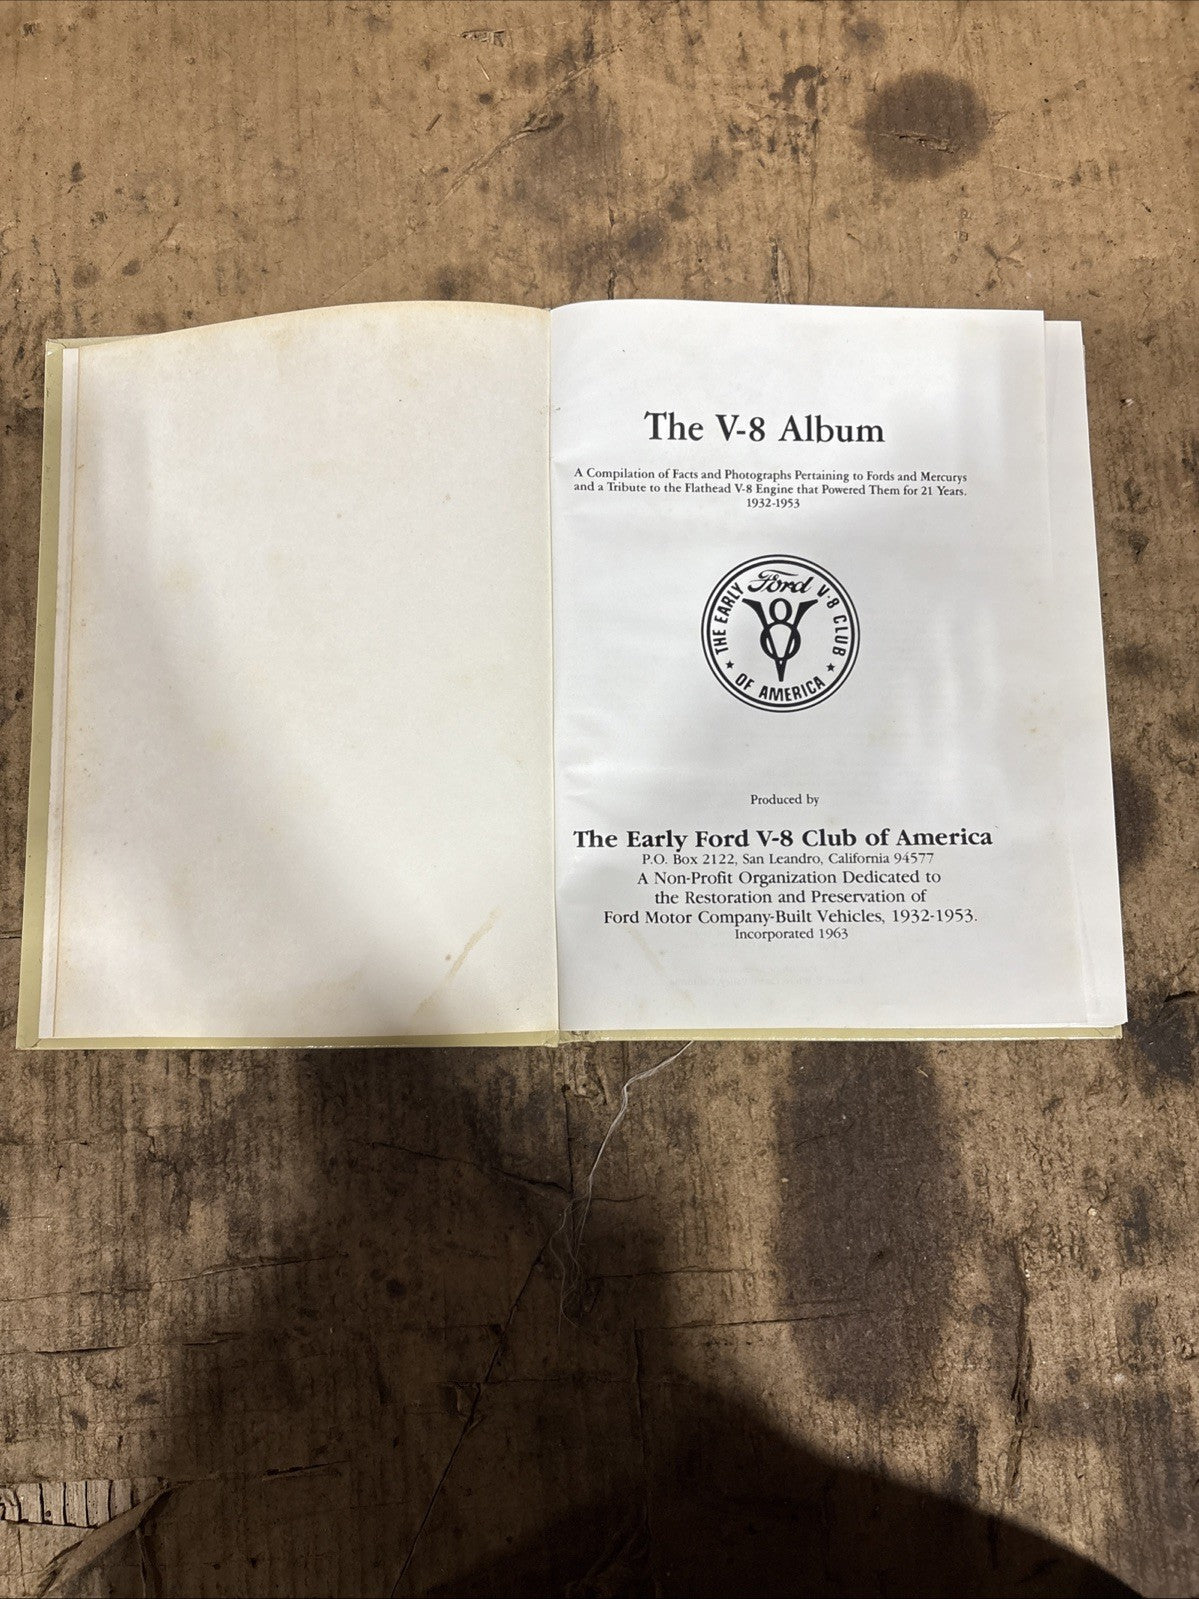 The V-8 Album
A Compilation of Facts and Photographs Pertaining to Fords and Mercurys
and a Tribute to the Flathead V-8 Engine that Powered Them for 21 Years.
1932-1953
THE EARLY Ford V-8 CLUB
V8
OF AMERICA
Produced by
The Early Ford V-8 Club of America
P.O. Box 2122, San Leandro, California 94577
A Non-Profit Organization Dedicated to
the Restoration and Preservation of
Ford Motor Company-Built Vehicles, 1932-1953.
Incorporated 1963